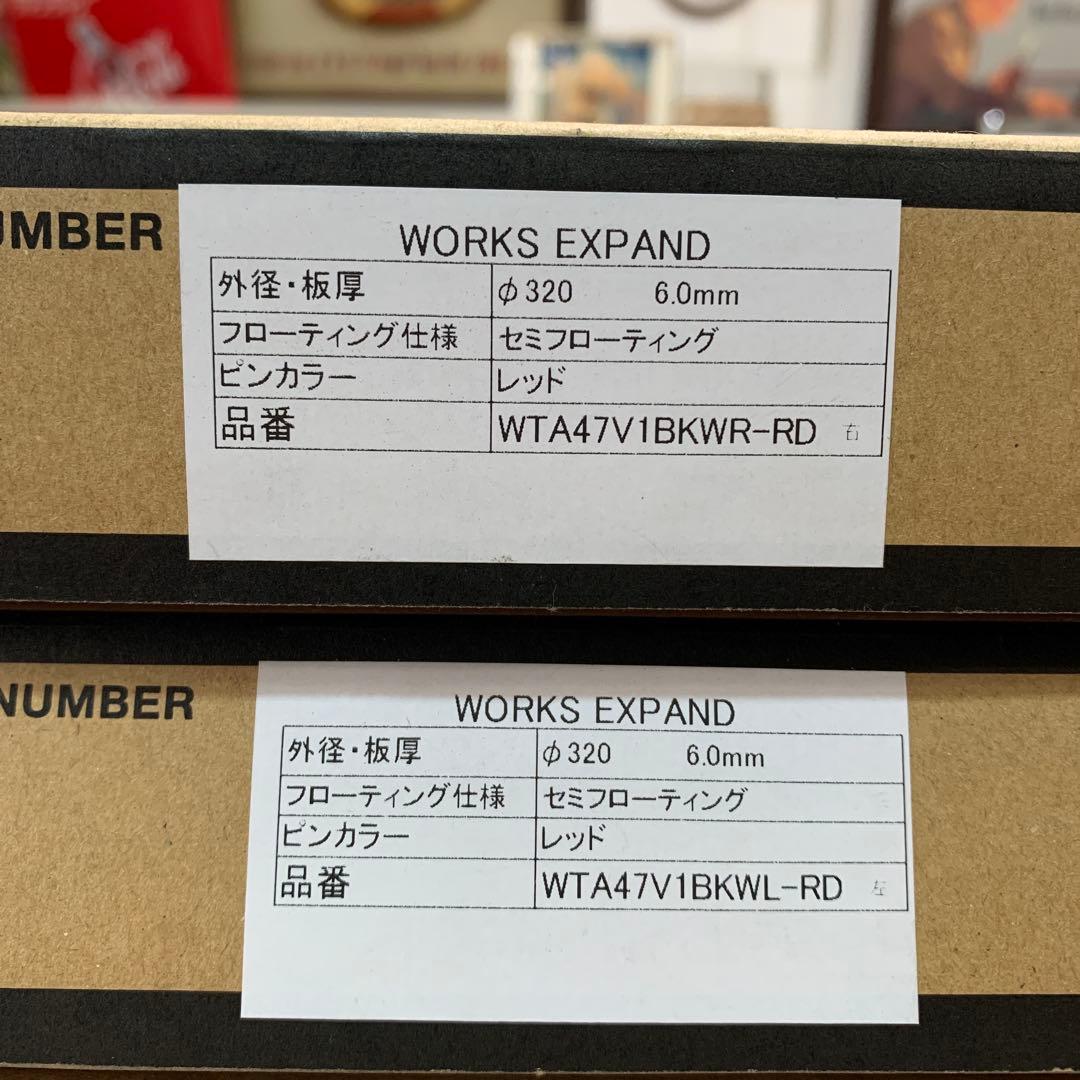 UMBER
WORKS EXPAND
外径・板厚 φ320 6.0mm
フローティング仕様 セミフローティング
ピンカラー レッド
品番 WTA47V1BKWR-RD 右
NUMBER
WORKS EXPAND
外径・板厚 φ320 6.0mm
フローティング仕様 セミフローティング
ピンカラー レッド
品番 WTA47V1BKWL-RD 左